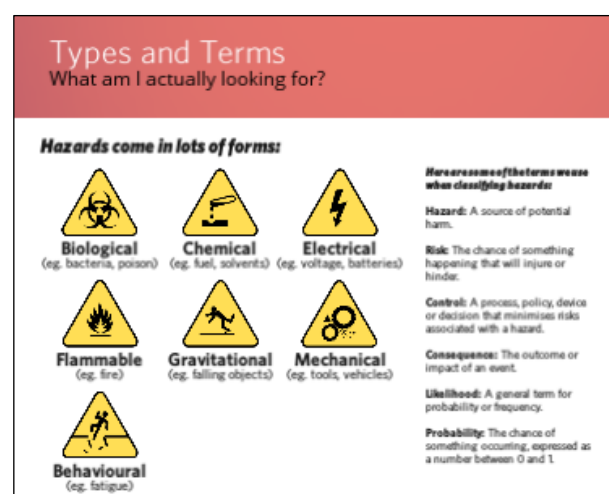 Types and Terms
What am I actually looking for?
Hazards come in lots of forms:
Biological
(eg. bacteria, poison)
Chemical
(eg. fuel, solvents)
Electrical
(eg. voltage, batteries)
Flammable
(eg. fire)
Gravitational
(eg. falling objects)
Mechanical
(eg. tools, vehicles)
Behavioural
(eg. fatigue)
Here are some of the terms we use
when classifying hazards:
Hazard: A source of potential
harm.
Risk: The chance of something
happening that will injure or
hinder.
Control: A process, policy, device
or decision that minimises risks
associated with a hazard.
Consequence: The outcome or
impact of an event.
Likelihood: A general term for
probability or frequency.
Probability: The chance of
something occurring, expressed as
a number between 0 and 1.